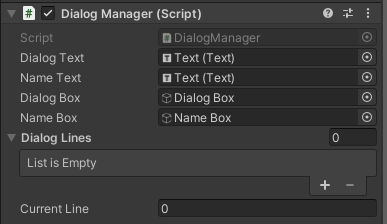 Dialog Manager (Script)
Script DialogManager
Dialog Text Text (Text)
Name Text Text (Text)
Dialog Box Dialog Box
Name Box Name Box
Dialog Lines 0
List is Empty
+ −
Current Line 0